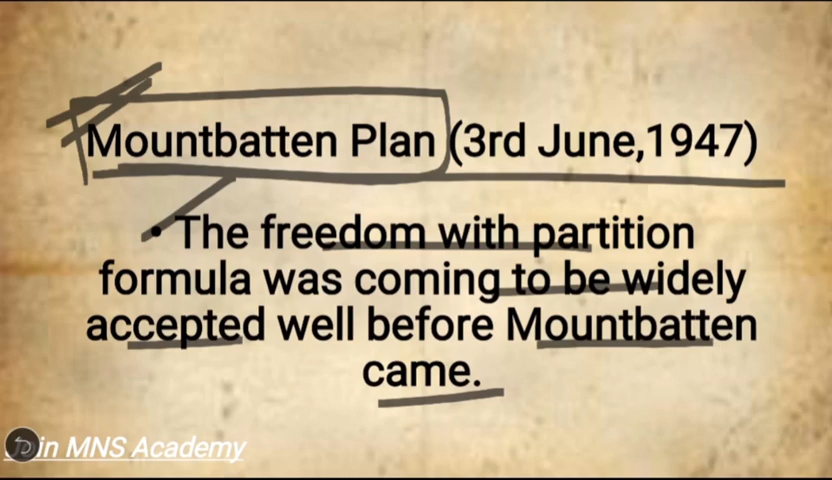 Mountbatten Plan (3rd June,1947)
• The freedom with partition
formula was coming to be widely
accepted well before Mountbatten
came.
in MNS Academy